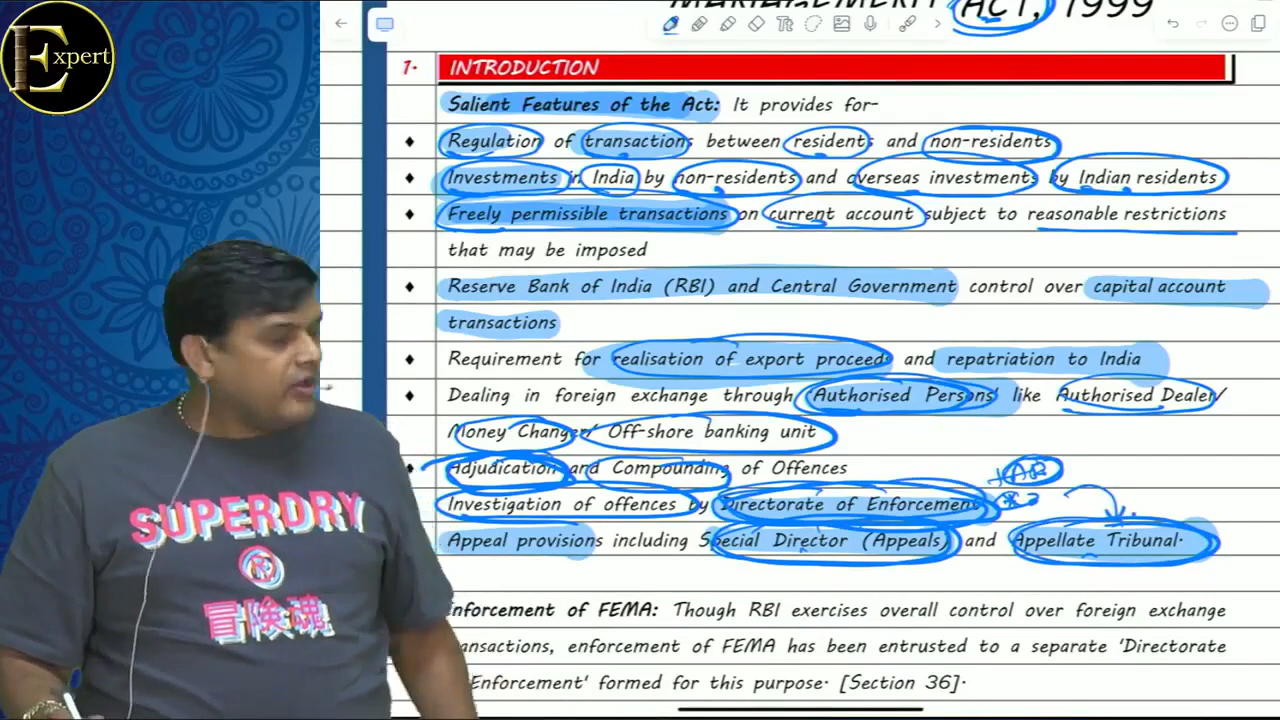 Expert
MANAGEMENT ACT, 1999
1. INTRODUCTION
Salient Features of the Act: It provides for-
♦ Regulation of transactions between residents and non-residents
♦ Investments in India by non-residents and overseas investments by Indian residents
♦ Freely permissible transactions on current account subject to reasonable restrictions
that may be imposed
♦ Reserve Bank of India (RBI) and Central Government control over capital account
transactions
♦ Requirement for realisation of export proceeds and repatriation to India
♦ Dealing in foreign exchange through 'Authorised Persons' like Authorised Dealer/
Money Changer/ Off-shore banking unit
♦ Adjudication and Compounding of Offences
Investigation of offences by Directorate of Enforcement
Appeal provisions including Special Director (Appeals) and Appellate Tribunal.
Enforcement of FEMA: Though RBI exercises overall control over foreign exchange
transactions, enforcement of FEMA has been entrusted to a separate 'Directorate
Enforcement' formed for this purpose. [Section 36].
SUPERDRY
R
冒険魂